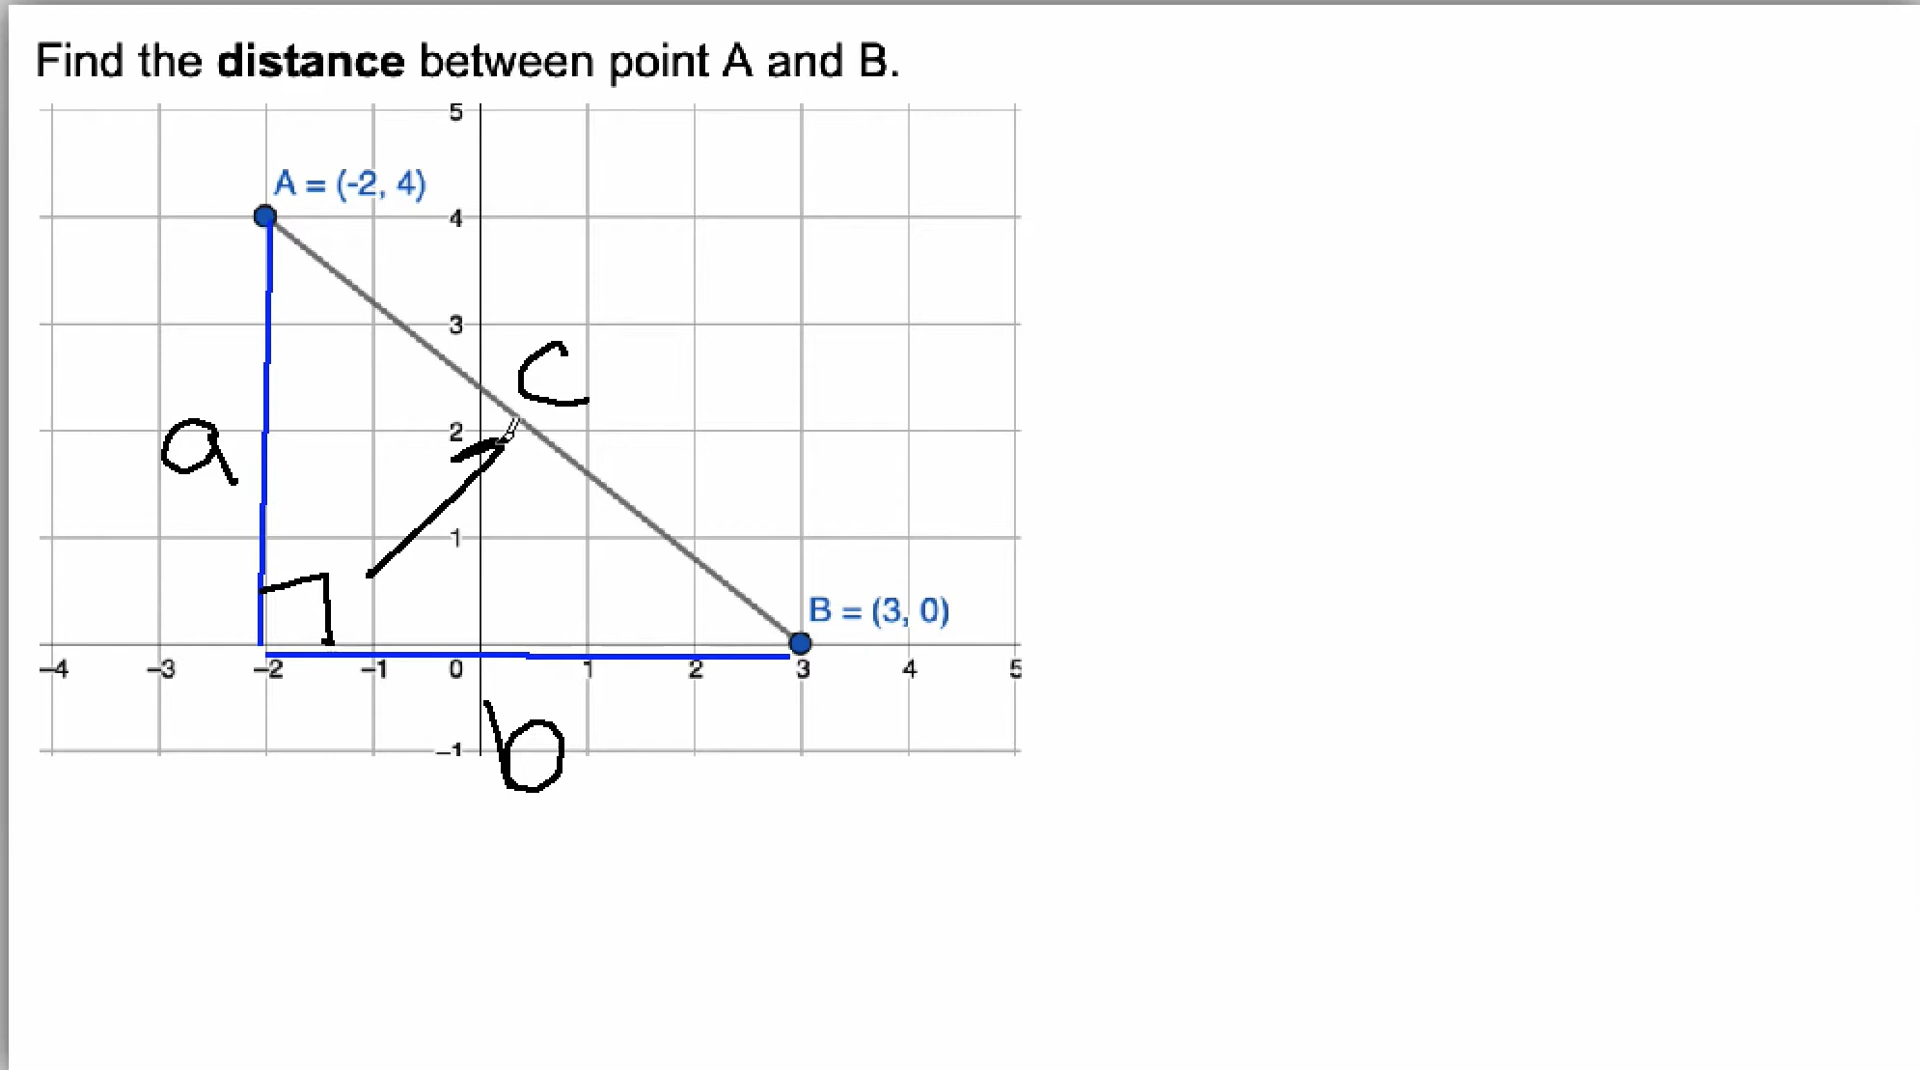 Find the distance between point A and B.
5
A = (-2, 4)
4
3
c
a
2
1
B = (3, 0)
-4 -3 -2 -1 0 1 2 3 4 5
b
-1